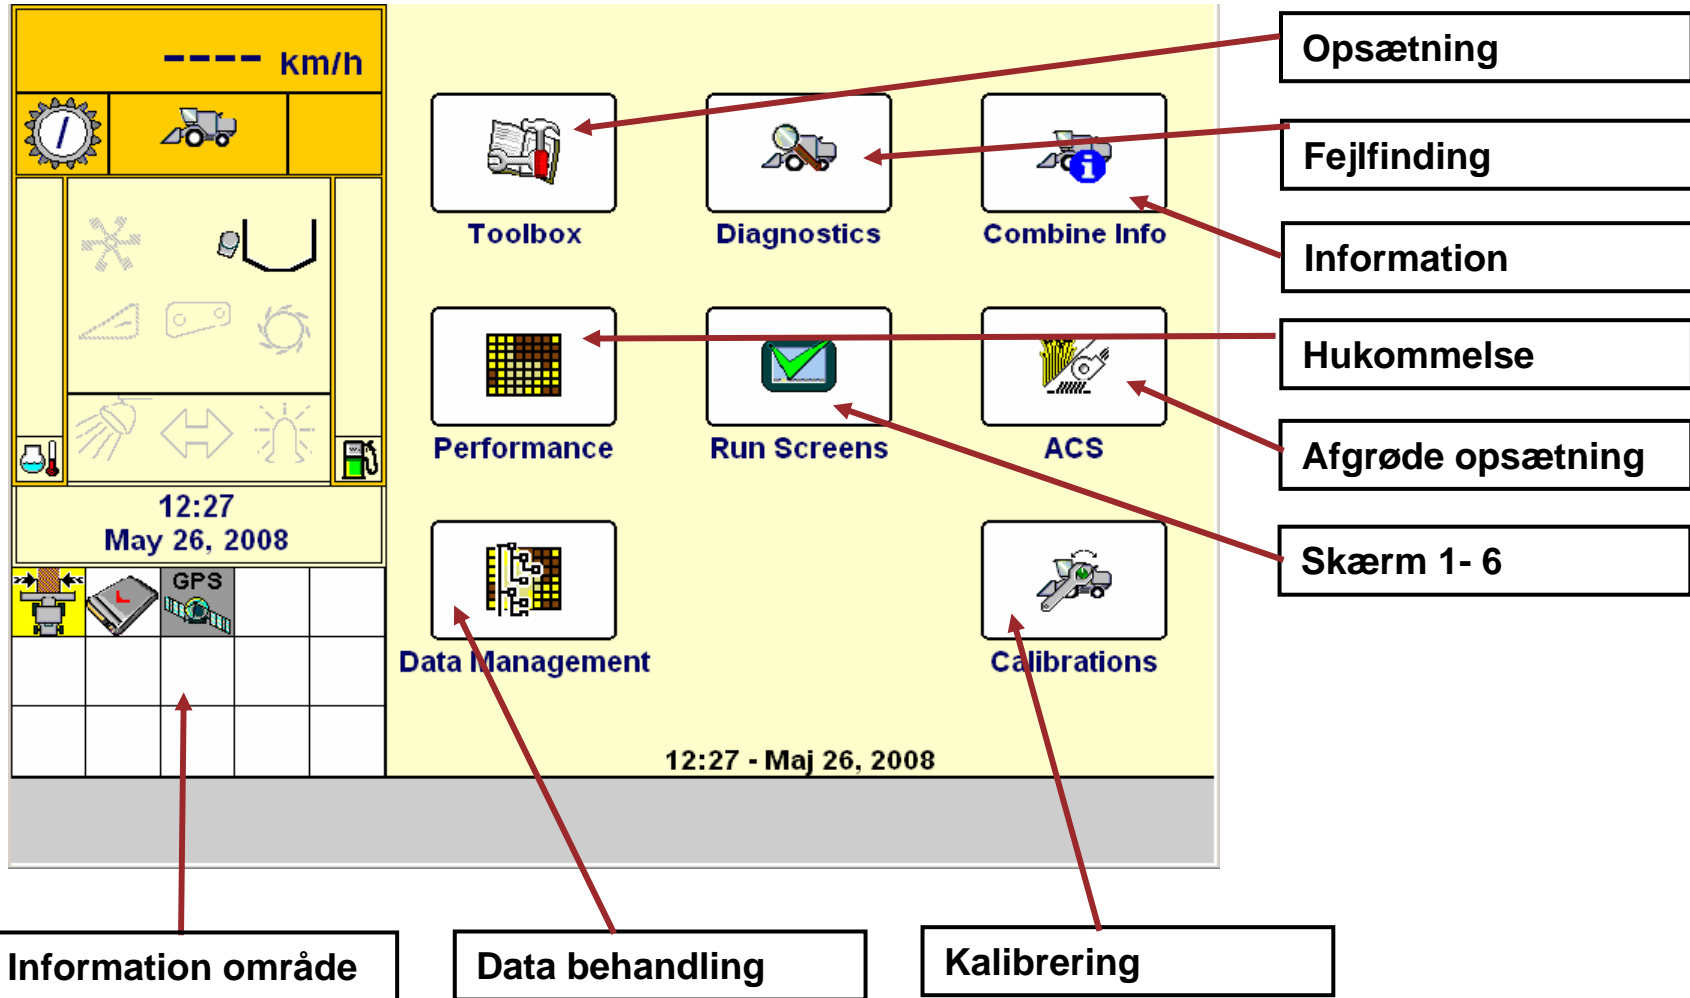 ---- km/h
12:27
May 26, 2008
GPS
Toolbox
Diagnostics
Combine Info
Performance
Run Screens
ACS
Data Management
Calibrations
12:27 - Maj 26, 2008
Opsætning
Fejlfinding
Information
Hukommelse
Afgrøde opsætning
Skærm 1- 6
Information område
Data behandling
Kalibrering